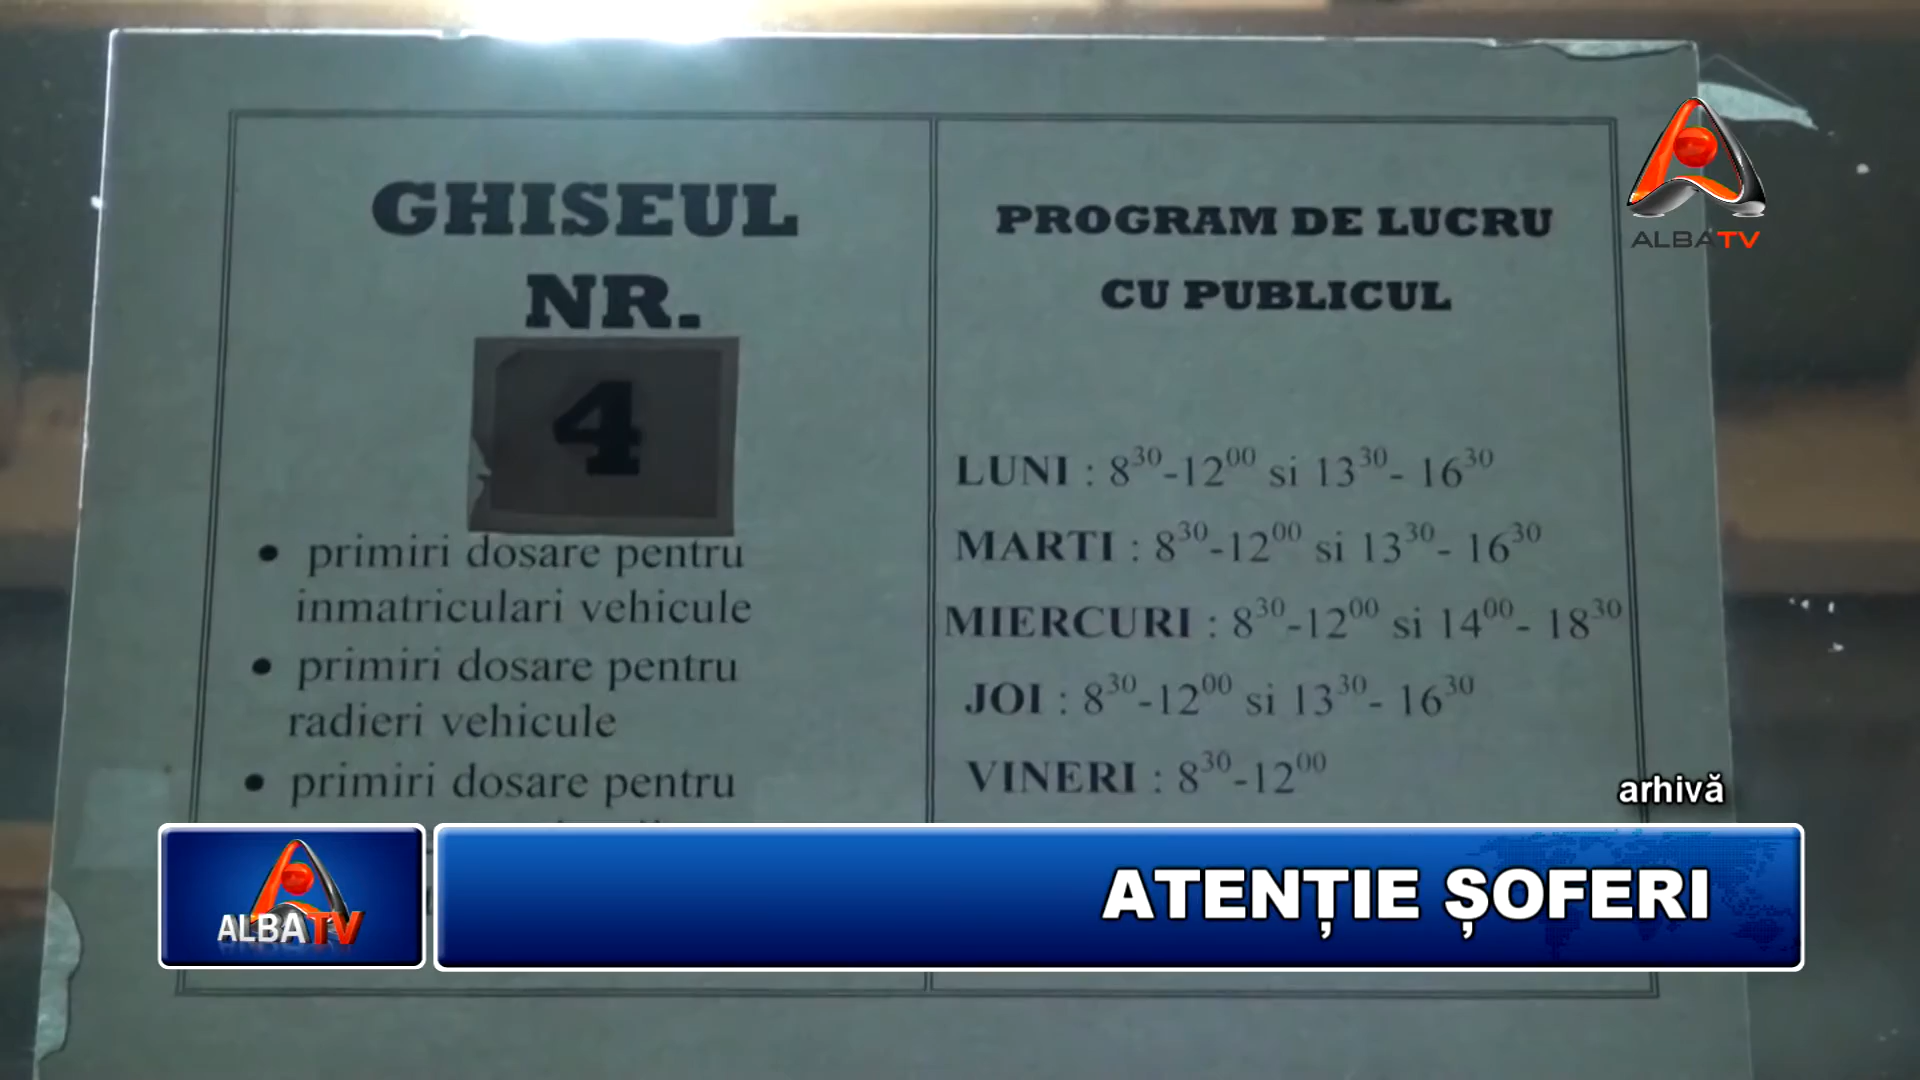 GHISEUL
NR.
4
primiri dosare pentru
inmatriculari vehicule
primiri dosare pentru
radieri vehicule
primiri dosare pentru
PROGRAM DE LUCRU
CU PUBLICUL
LUNI : 8³⁰-12⁰⁰ si 13³⁰- 16³⁰
MARTI : 8³⁰-12⁰⁰ si 13³⁰- 16³⁰
MIERCURI : 8³⁰-12⁰⁰ si 14⁰⁰- 18³⁰
JOI : 8³⁰-12⁰⁰ si 13³⁰- 16³⁰
VINERI : 8³⁰-12⁰⁰
ALBATV
arhivă
ALBATV
ATENȚIE ȘOFERI